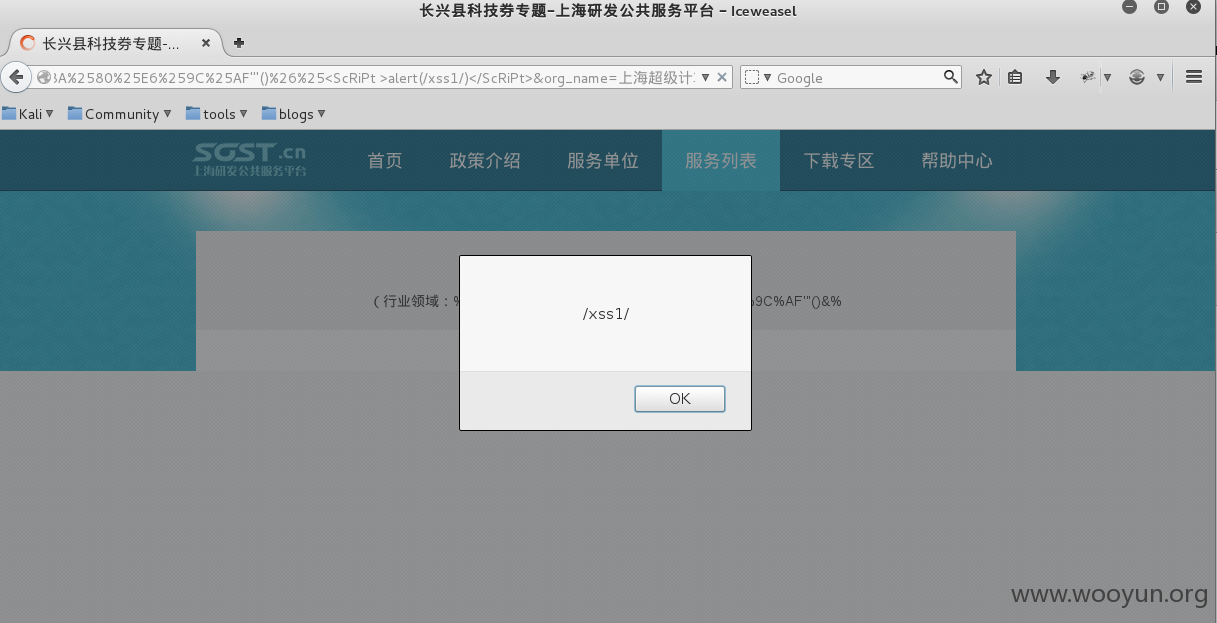 长兴县科技券专题-上海研发公共服务平台 - Iceweasel
长兴县科技券专题-...
3A%2580%25E6%259C%25AF'"()%26%25<ScRiPt >alert(/xss1/)</ScRiPt>&org_name=上海超级计
Google
Kali
Community
tools
blogs
SGST.cn
上海研发公共服务平台
首页
政策介绍
服务单位
服务列表
下载专区
帮助中心
( 行业领域：%
9C%AF'"()&%
/xss1/
OK
www.wooyun.org